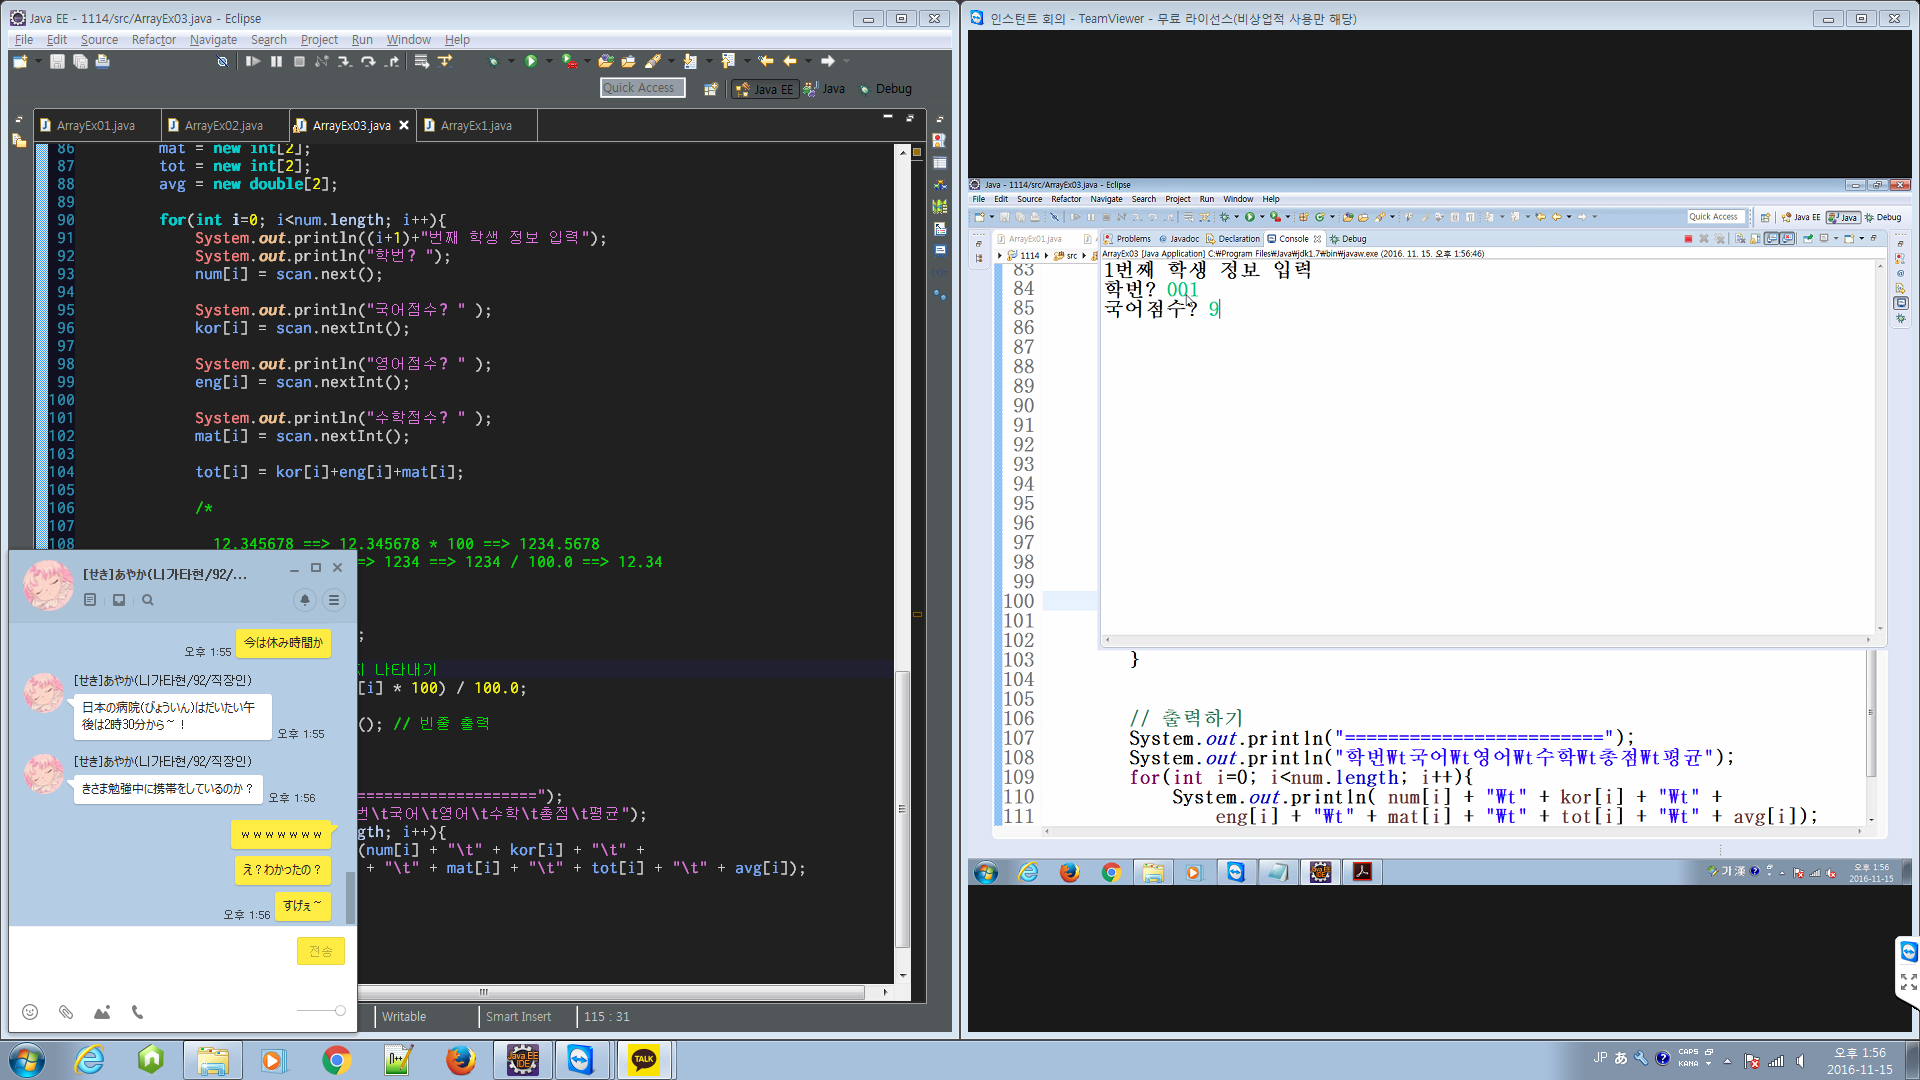 Java EE - 1114/src/ArrayEx03.java - Eclipse
File Edit Source Refactor Navigate Search Project Run Window Help
Quick Access
Java EE
Java
Debug
ArrayEx01.java
ArrayEx02.java
ArrayEx03.java
ArrayEx1.java
86 mat = new int[2];
87 tot = new int[2];
88 avg = new double[2];
89
90 for(int i=0; i<num.length; i++){
91 System.out.println((i+1)+"번째 학생 정보 입력");
92 System.out.println("학번? ");
93 num[i] = scan.next();
94
95 System.out.println("국어점수? " );
96 kor[i] = scan.nextInt();
97
98 System.out.println("영어점수? " );
99 eng[i] = scan.nextInt();
100
101 System.out.println("수학점수? " );
102 mat[i] = scan.nextInt();
103
104 tot[i] = kor[i]+eng[i]+mat[i];
105
106 /*
107
108 12.345678 ==> 12.345678 * 100 ==> 1234.5678
=> 1234 ==> 1234 / 100.0 ==> 12.34
;
나타내기
[i] * 100) / 100.0;
(); // 빈줄 출력
====================");
번\t국어\t영어\t수학\t총점\t평균");
gth; i++){
(num[i] + "\t" + kor[i] + "\t" +
+ "\t" + mat[i] + "\t" + tot[i] + "\t" + avg[i]);
Writable
Smart Insert
115 : 31
[せき]あやか(니가타현/92/...
今は休み時間か
오후 1:55
[せき]あやか(니가타현/92/직장인)
日本の病院(びょういん)はだいたい午
後は2時30分から~！
오후 1:55
[せき]あやか(니가타현/92/직장인)
きさま勉強中に携帯をしているのか？
오후 1:56
ｗｗｗｗｗｗｗ
え？わかったの？
すげぇ~
오후 1:56
전송
인스턴트 회의 - TeamViewer - 무료 라이선스(비상업적 사용만 해당)
Java - 1114/src/ArrayEx03.java - Eclipse
File Edit Source Refactor Navigate Search Project Run Window Help
Quick Access
Java EE
Java
Debug
ArrayEx01.java
Problems
Javadoc
Declaration
Console
Debug
1114
src
ArrayEx03 [Java Application] C:₩Program Files₩Java₩jdk1.7₩bin₩javaw.exe (2016. 11. 15. 오후 1:56:46)
1번째 학생 정보 입력
학번? 001
국어점수? 9
83
84
85
86
87
88
89
90
91
92
93
94
95
96
97
98
99
100
101
102
103 }
104
105
106 // 출력하기
107 System.out.println("========================");
108 System.out.println("학번₩t국어₩t영어₩t수학₩t총점₩t평균");
109 for(int i=0; i<num.length; i++){
110 System.out.println( num[i] + "₩t" + kor[i] + "₩t" +
111 eng[i] + "₩t" + mat[i] + "₩t" + tot[i] + "₩t" + avg[i]);
가 漢
오후 1:56
2016-11-15
Java EE
IDE
TALK
JP あ
CAPS
KANA
오후 1:56
2016-11-15